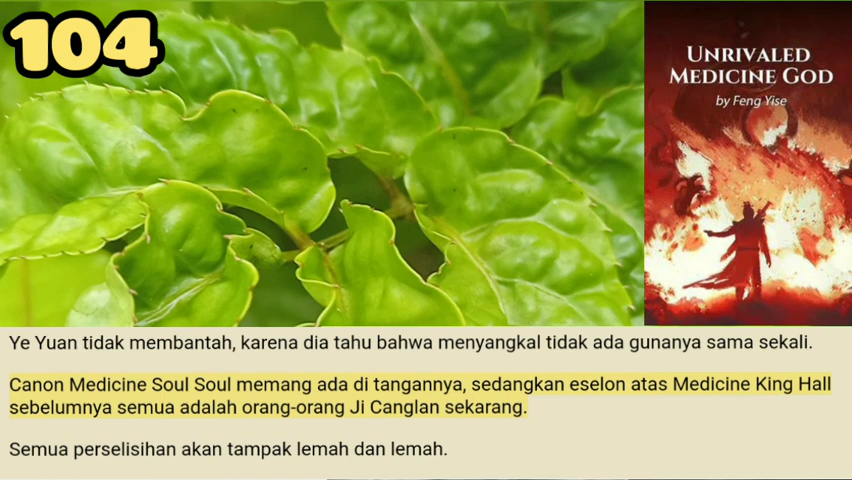 104
UNRIVALED
MEDICINE GOD
by Feng Yise
Ye Yuan tidak membantah, karena dia tahu bahwa menyangkal tidak ada gunanya sama sekali.
Canon Medicine Soul Soul memang ada di tangannya, sedangkan eselon atas Medicine King Hall
sebelumnya semua adalah orang-orang Ji Canglan sekarang.
Semua perselisihan akan tampak lemah dan lemah.